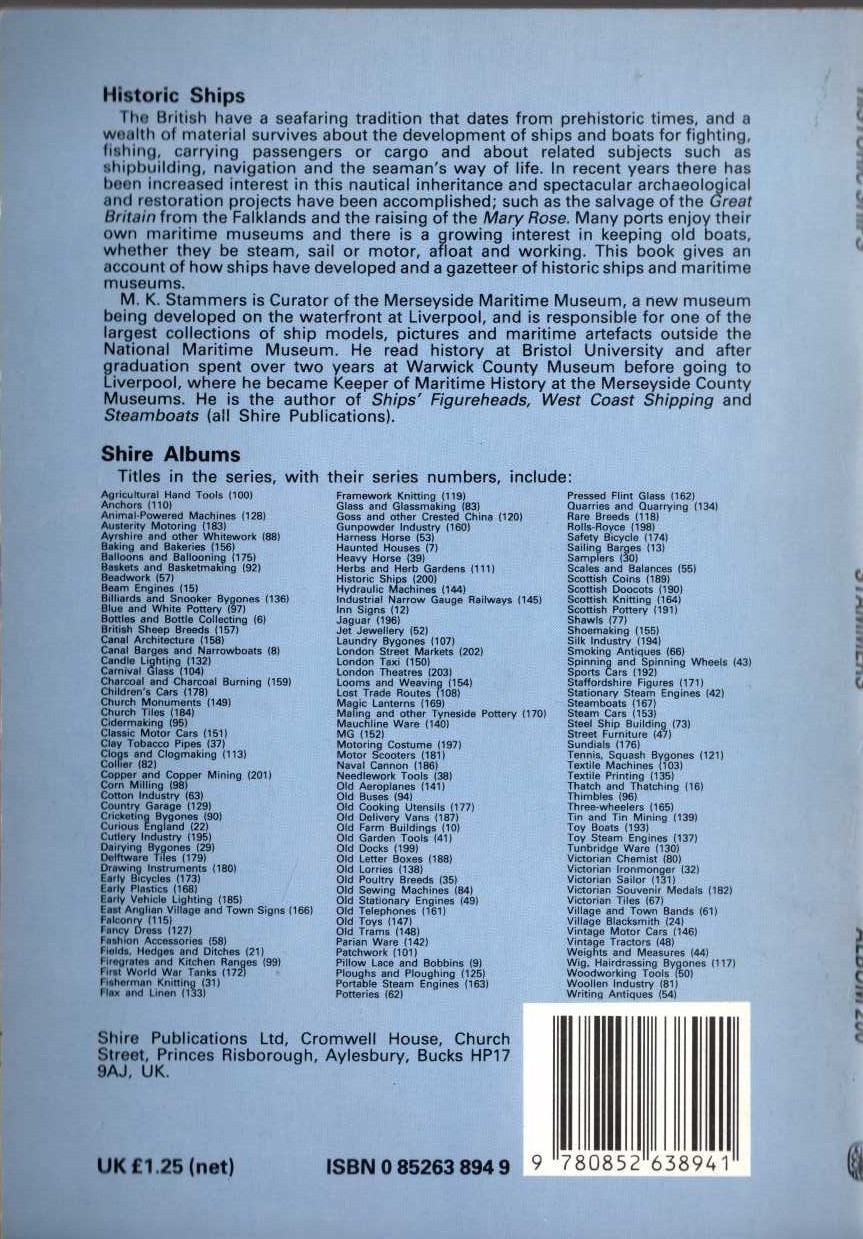 Historic Ships
The British have a seafaring tradition that dates from prehistoric times, and a
wealth of material survives about the development of ships and boats for fighting,
fishing, carrying passengers or cargo and about related subjects such as
shipbuilding, navigation and the seaman's way of life. In recent years there has
been increased interest in this nautical inheritance and spectacular archaeological
and restoration projects have been accomplished; such as the salvage of the Great
Britain from the Falklands and the raising of the Mary Rose. Many ports enjoy their
own maritime museums and there is a growing interest in keeping old boats,
whether they be steam, sail or motor, afloat and working. This book gives an
account of how ships have developed and a gazetteer of historic ships and maritime
museums.
M. K. Stammers is Curator of the Merseyside Maritime Museum, a new museum
being developed on the waterfront at Liverpool, and is responsible for one of the
largest collections of ship models, pictures and maritime artefacts outside the
National Maritime Museum. He read history at Bristol University and after
graduation spent over two years at Warwick County Museum before going to
Liverpool, where he became Keeper of Maritime History at the Merseyside County
Museums. He is the author of Ships' Figureheads, West Coast Shipping and
Steamboats (all Shire Publications).
Shire Albums
Titles in the series, with their series numbers, include:
Agricultural Hand Tools (100)
Anchors (110)
Animal-Powered Machines (128)
Austerity Motoring (183)
Ayrshire and other Whitework (88)
Baking and Bakeries (156)
Balloons and Ballooning (175)
Baskets and Basketmaking (92)
Beadwork (57)
Beam Engines (15)
Billiards and Snooker Bygones (136)
Blue and White Pottery (97)
Bottles and Bottle Collecting (6)
British Sheep Breeds (157)
Canal Architecture (158)
Canal Barges and Narrowboats (8)
Candle Lighting (132)
Carnival Glass (104)
Charcoal and Charcoal Burning (159)
Children's Cars (178)
Church Monuments (149)
Church Tiles (184)
Cidermaking (95)
Classic Motor Cars (151)
Clay Tobacco Pipes (37)
Clogs and Clogmaking (113)
Collier (82)
Copper and Copper Mining (201)
Corn Milling (98)
Cotton Industry (63)
Country Garage (129)
Cricketing Bygones (90)
Curious England (22)
Cutlery Industry (195)
Dairying Bygones (29)
Delftware Tiles (179)
Drawing Instruments (180)
Early Bicycles (173)
Early Plastics (168)
Early Vehicle Lighting (185)
East Anglian Village and Town Signs (166)
Falconry (115)
Fancy Dress (127)
Fashion Accessories (58)
Fields, Hedges and Ditches (21)
Firegrates and Kitchen Ranges (99)
First World War Tanks (172)
Fisherman Knitting (31)
Flax and Linen (133)
Framework Knitting (119)
Glass and Glassmaking (83)
Goss and other Crested China (120)
Gunpowder Industry (160)
Harness Horse (53)
Haunted Houses (7)
Heavy Horse (39)
Herbs and Herb Gardens (111)
Historic Ships (200)
Hydraulic Machines (144)
Industrial Narrow Gauge Railways (145)
Inn Signs (12)
Jaguar (196)
Jet Jewellery (52)
Laundry Bygones (107)
London Street Markets (202)
London Taxi (150)
London Theatres (203)
Looms and Weaving (154)
Lost Trade Routes (108)
Magic Lanterns (169)
Maling and other Tyneside Pottery (170)
Mauchline Ware (140)
MG (152)
Motoring Costume (197)
Motor Scooters (181)
Naval Cannon (186)
Needlework Tools (38)
Old Aeroplanes (141)
Old Buses (94)
Old Cooking Utensils (177)
Old Delivery Vans (187)
Old Farm Buildings (10)
Old Garden Tools (41)
Old Docks (199)
Old Letter Boxes (188)
Old Lorries (138)
Old Poultry Breeds (35)
Old Sewing Machines (84)
Old Stationary Engines (49)
Old Telephones (161)
Old Toys (147)
Old Trams (148)
Parian Ware (142)
Patchwork (101)
Pillow Lace and Bobbins (9)
Ploughs and Ploughing (125)
Portable Steam Engines (163)
Potteries (62)
Pressed Flint Glass (162)
Quarries and Quarrying (134)
Rare Breeds (118)
Rolls-Royce (198)
Safety Bicycle (174)
Sailing Barges (13)
Samplers (30)
Scales and Balances (55)
Scottish Coins (189)
Scottish Doocots (190)
Scottish Knitting (164)
Scottish Pottery (191)
Shawls (77)
Shoemaking (155)
Silk Industry (194)
Smoking Antiques (66)
Spinning and Spinning Wheels (43)
Sports Cars (192)
Staffordshire Figures (171)
Stationary Steam Engines (42)
Steamboats (167)
Steam Cars (153)
Steel Ship Building (73)
Street Furniture (47)
Sundials (176)
Tennis, Squash Bygones (121)
Textile Machines (103)
Textile Printing (135)
Thatch and Thatching (16)
Thimbles (96)
Three-wheelers (165)
Tin and Tin Mining (139)
Toy Boats (193)
Toy Steam Engines (137)
Tunbridge Ware (130)
Victorian Chemist (80)
Victorian Ironmonger (32)
Victorian Sailor (131)
Victorian Souvenir Medals (182)
Victorian Tiles (67)
Village and Town Bands (61)
Village Blacksmith (24)
Vintage Motor Cars (146)
Vintage Tractors (48)
Weights and Measures (44)
Wig, Hairdrassing Bygones (117)
Woodworking Tools (50)
Woollen Industry (81)
Writing Antiques (54)
Shire Publications Ltd, Cromwell House, Church
Street, Princes Risborough, Aylesbury, Bucks HP17
9AJ, UK.
UK £1.25 (net)
ISBN 0 85263 894 9
9 780852 638941